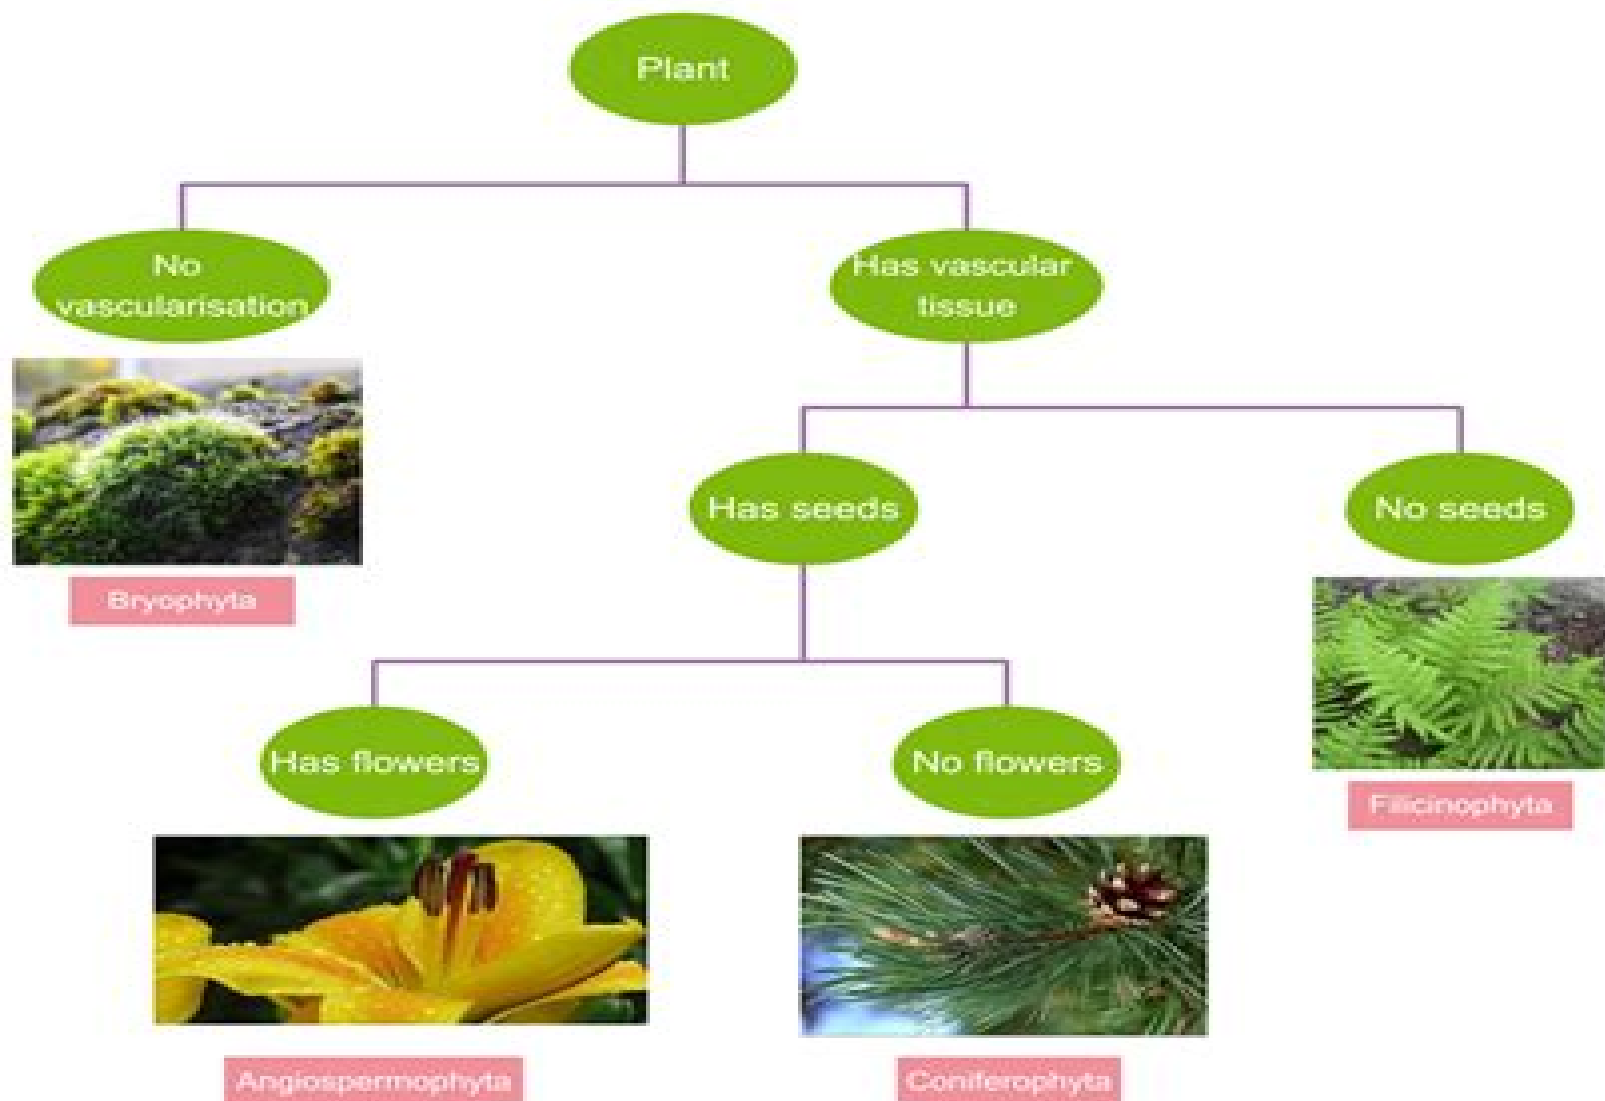 Plant
No
vascularisation
Has vascular
tissue
Has seeds
No seeds
Bryophyta
Has flowers
No flowers
Filicinophyta
Angiospermophyta
Coniferophyta